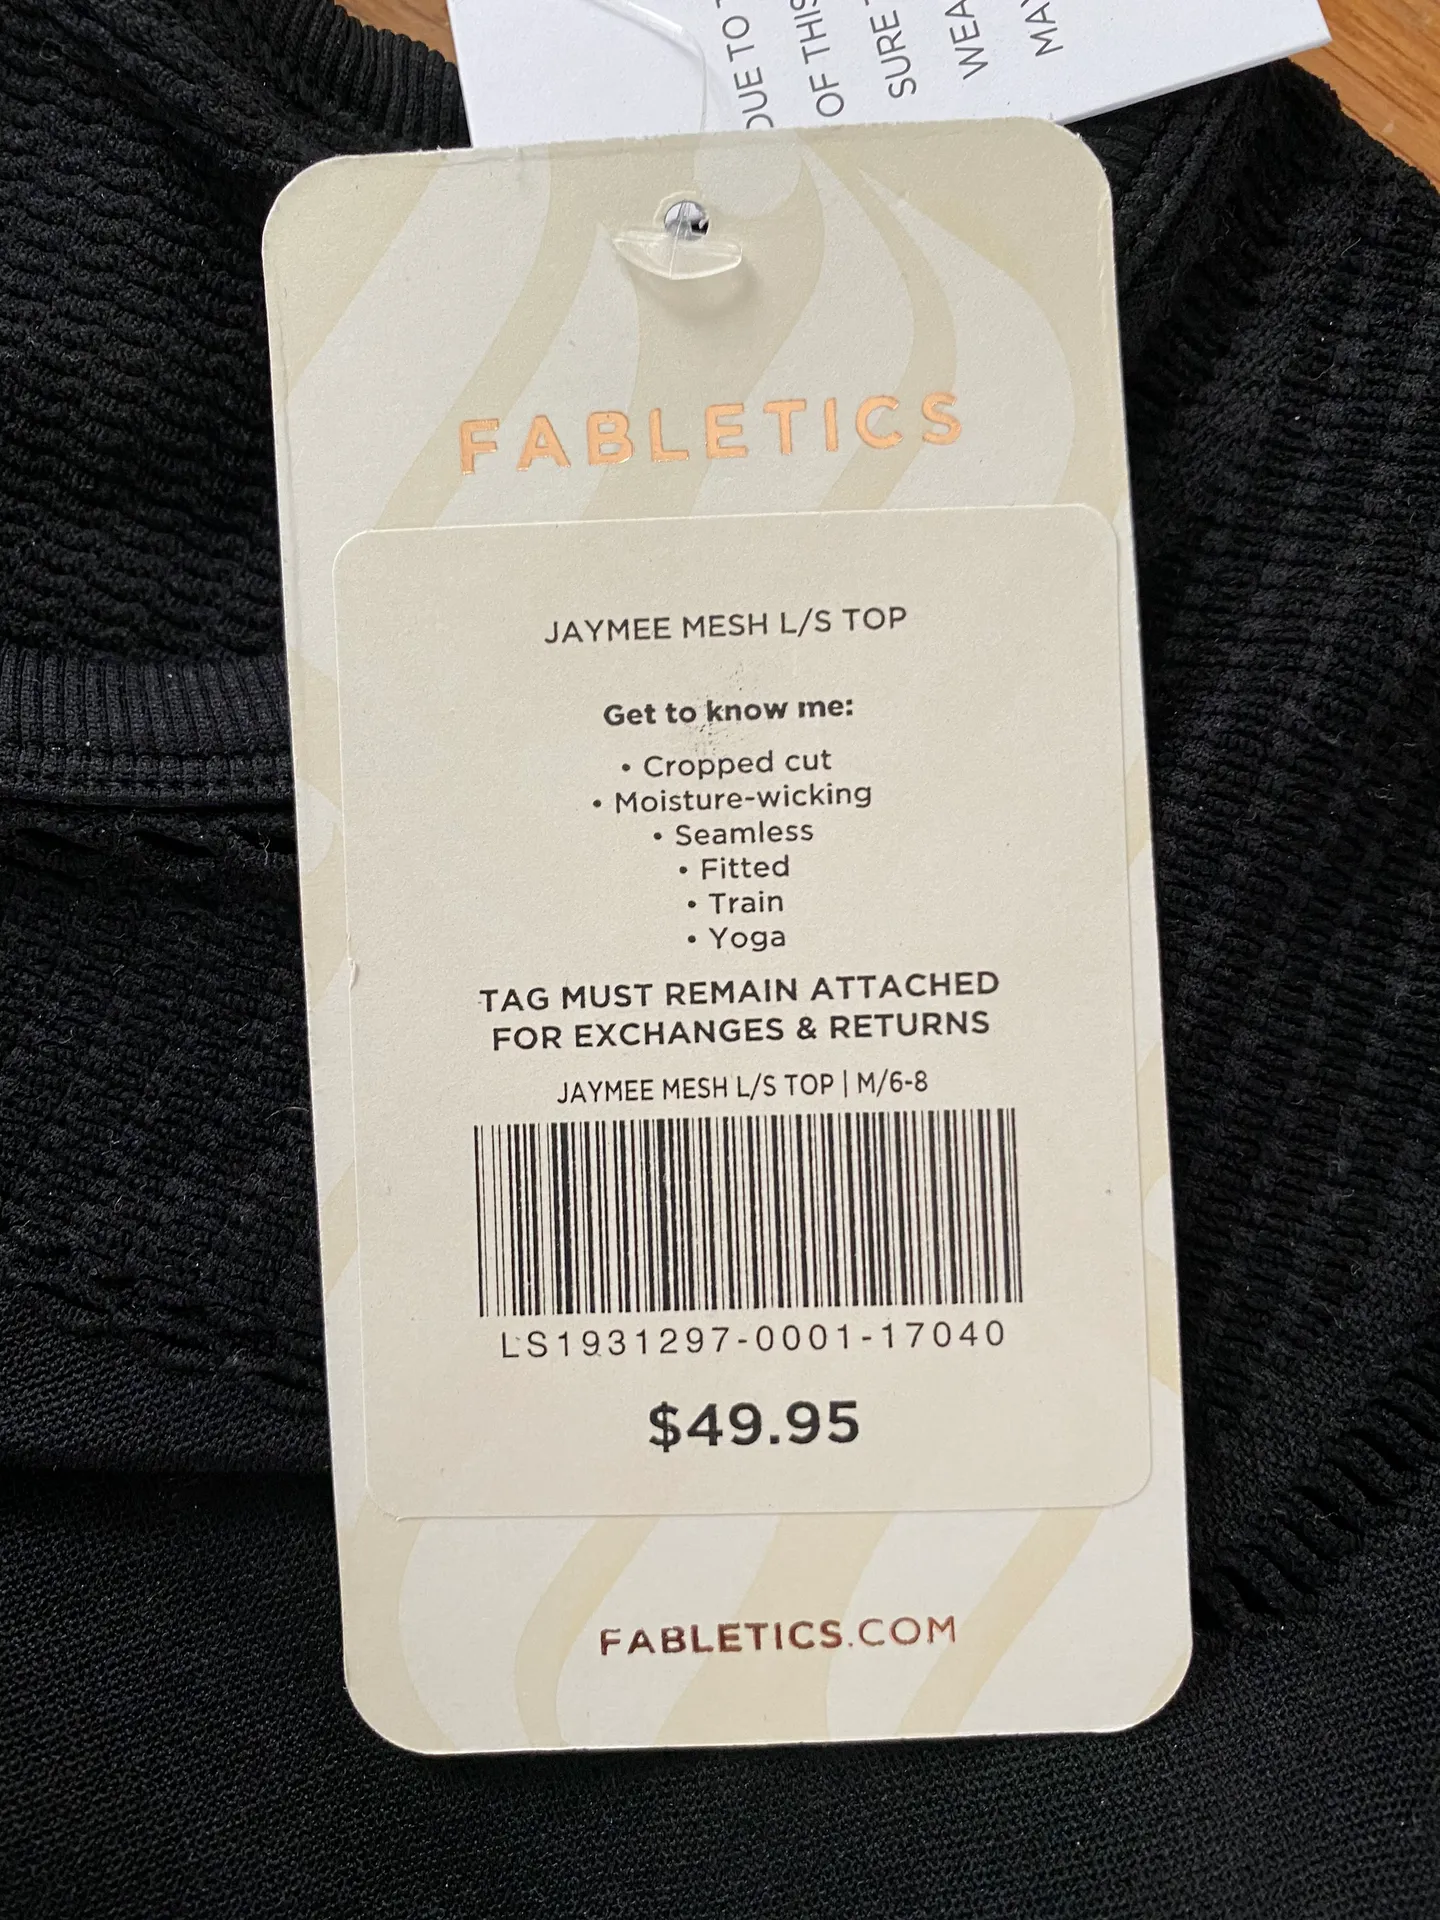 DUE TO
OF THIS
SURE
WEA
MAY
FABLETICS
JAYMEE MESH L/S TOP
Get to know me:
• Cropped cut
• Moisture-wicking
• Seamless
• Fitted
• Train
• Yoga
TAG MUST REMAIN ATTACHED
FOR EXCHANGES & RETURNS
JAYMEE MESH L/S TOP | M/6-8
LS1931297-0001-17040
$49.95
FABLETICS.COM